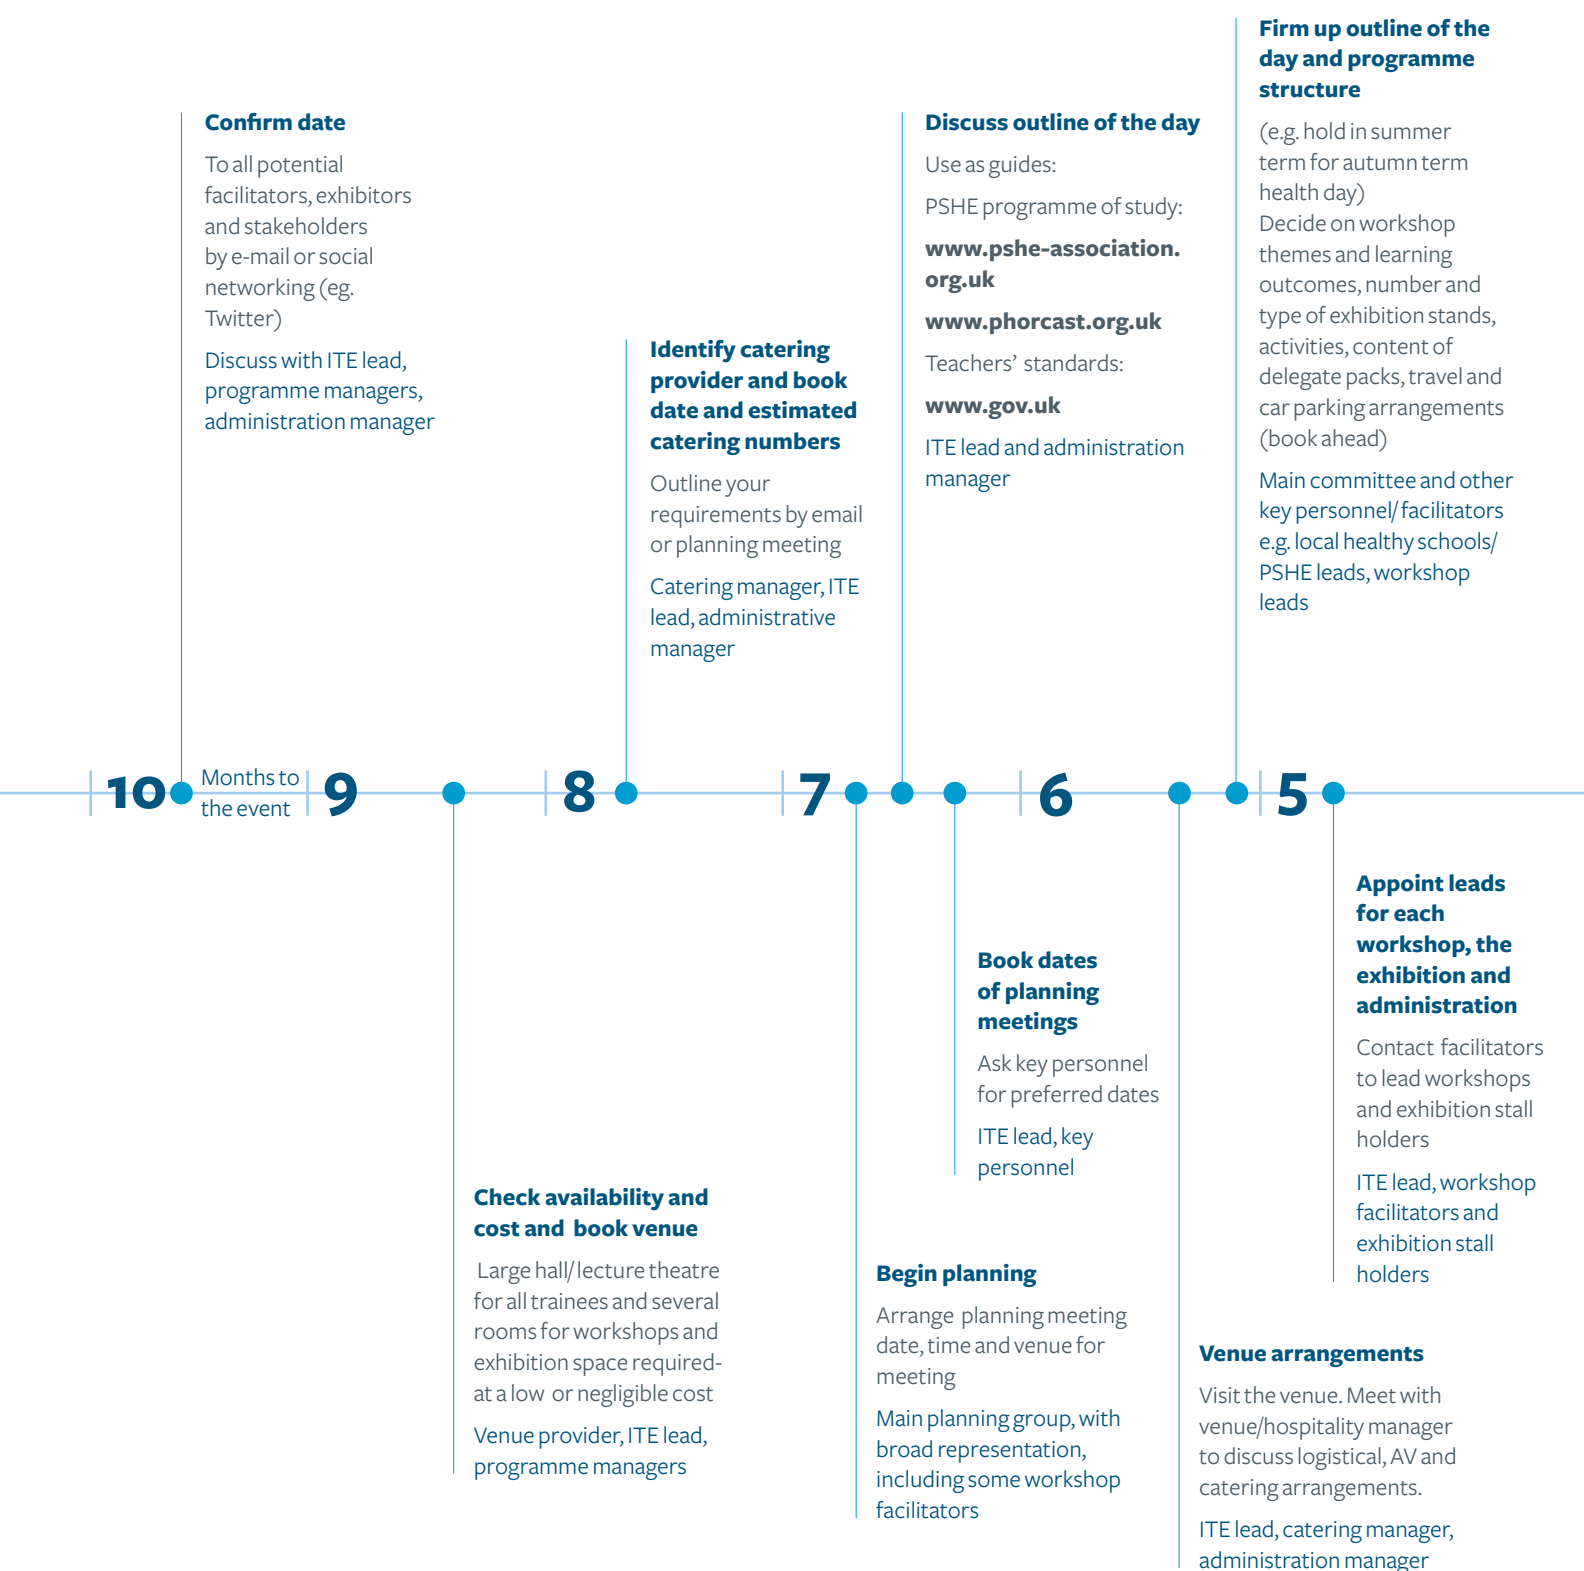 Confirm date
To all potential
facilitators, exhibitors
and stakeholders
by e-mail or social
networking (eg.
Twitter)
Discuss with ITE lead,
programme managers,
administration manager
Identify catering
provider and book
date and estimated
catering numbers
Outline your
requirements by email
or planning meeting
Catering manager, ITE
lead, administrative
manager
Discuss outline of the day
Use as guides:
PSHE programme of study:
www.pshe-association.
org.uk
www.phorcast.org.uk
Teachers’ standards:
www.gov.uk
ITE lead and administration
manager
Firm up outline of the
day and programme
structure
(e.g. hold in summer
term for autumn term
health day)
Decide on workshop
themes and learning
outcomes, number and
type of exhibition stands,
activities, content of
delegate packs, travel and
car parking arrangements
(book ahead)
Main committee and other
key personnel/ facilitators
e.g. local healthy schools/
PSHE leads, workshop
leads
10
Months to
the event
9
8
7
6
5
Check availability and
cost and book venue
Large hall/ lecture theatre
for all trainees and several
rooms for workshops and
exhibition space required-
at a low or negligible cost
Venue provider, ITE lead,
programme managers
Begin planning
Arrange planning meeting
date, time and venue for
meeting
Main planning group, with
broad representation,
including some workshop
facilitators
Book dates
of planning
meetings
Ask key personnel
for preferred dates
ITE lead, key
personnel
Venue arrangements
Visit the venue. Meet with
venue/hospitality manager
to discuss logistical, AV and
catering arrangements.
ITE lead, catering manager,
administration manager
Appoint leads
for each
workshop, the
exhibition and
administration
Contact facilitators
to lead workshops
and exhibition stall
holders
ITE lead, workshop
facilitators and
exhibition stall
holders